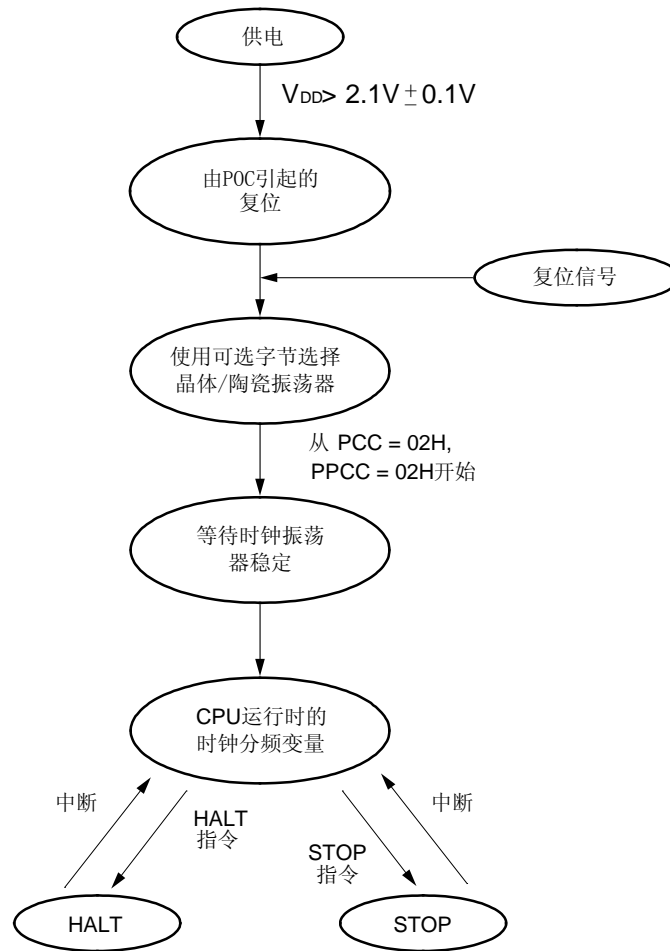 供电
VDD> 2.1V±0.1V
由POC引起的
复位
复位信号
使用可选字节选择
晶体/陶瓷振荡器
从 PCC = 02H,
PPCC = 02H开始
等待时钟振荡
器稳定
CPU运行时的
时钟分频变量
中断
HALT
指令
STOP
指令
中断
HALT
STOP